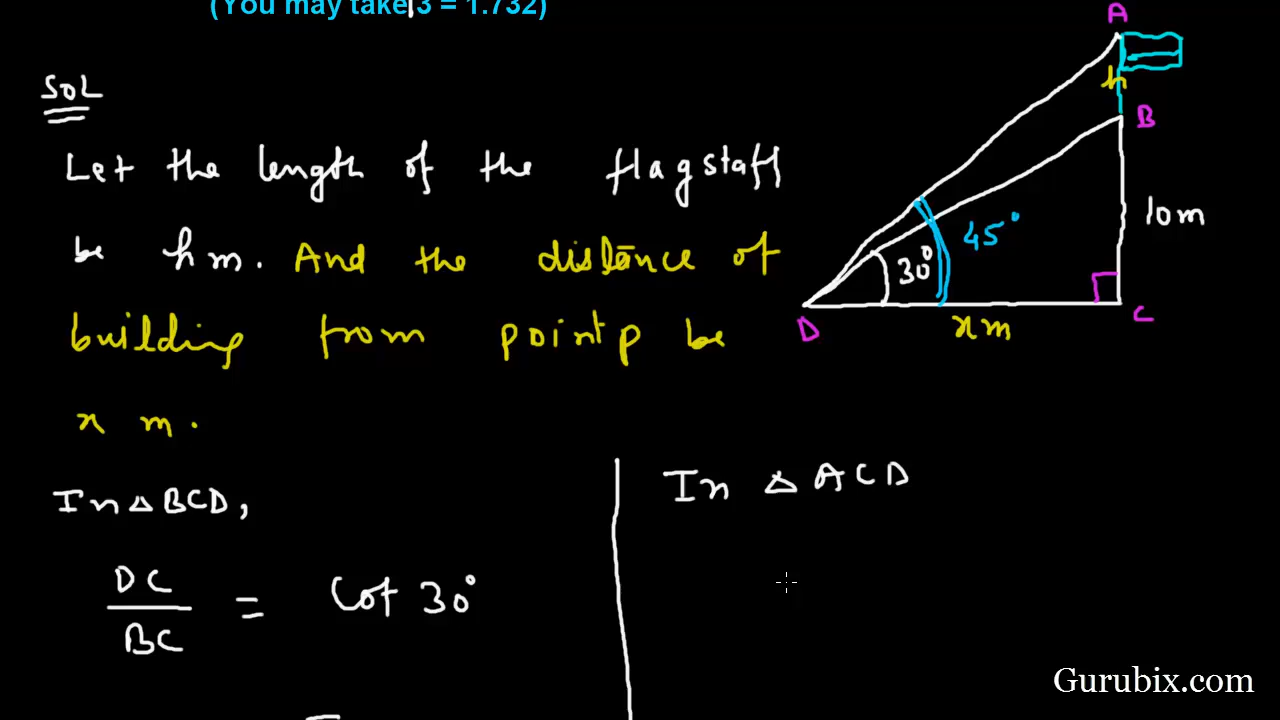 (You may take 3 = 1.732)
SOL
Let the length of the flagstaff
be h m. And the distance of
building from point p be
x m.
In △ BCD,
DC
BC
= Cot 30°
In △ ACD
A
h
B
10m
45°
30°
D
x m
C
Gurubix.com